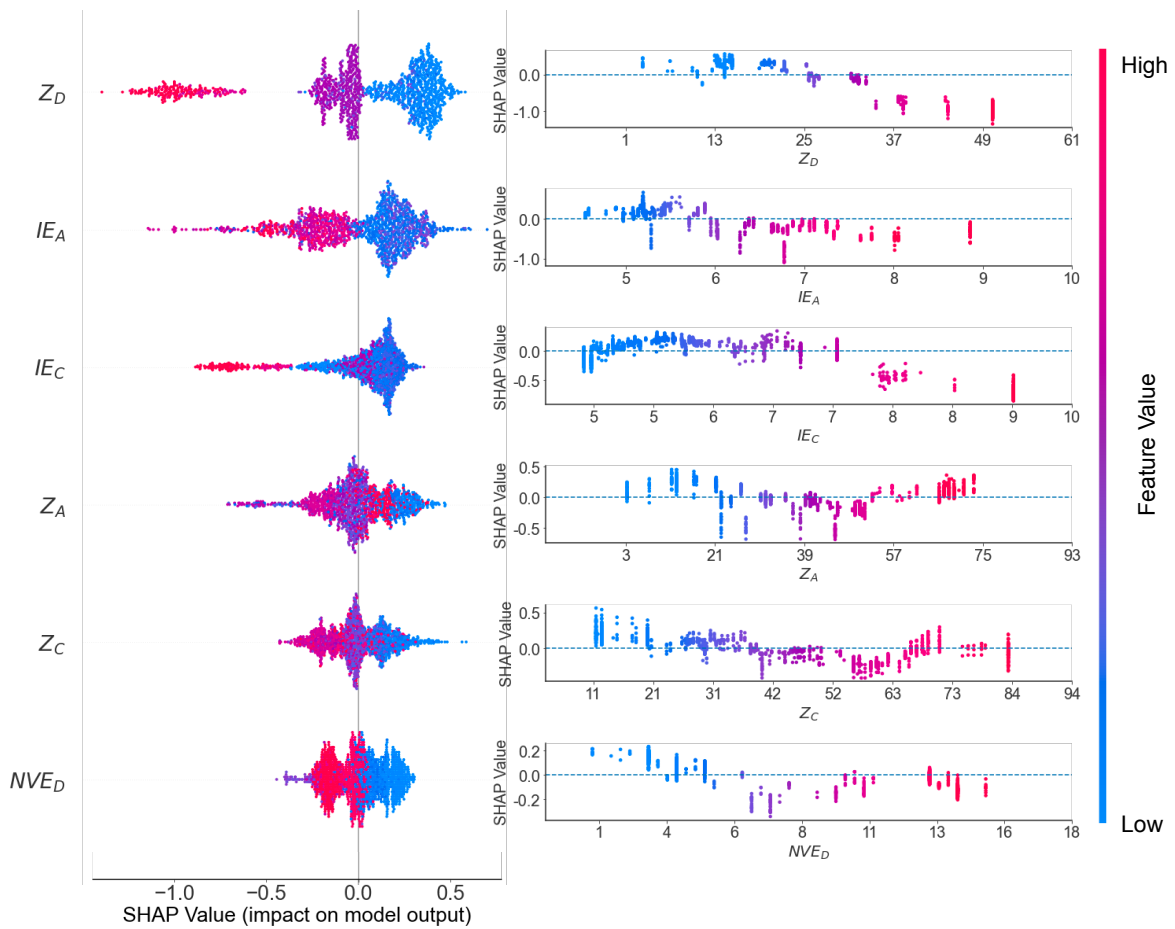 Z_D
IE_A
IE_C
Z_A
Z_C
NVE_D
−1.0 −0.5 0.0 0.5
SHAP Value (impact on model output)
SHAP Value
0.0
-1.0
1 13 25 37 49 61
Z_D
SHAP Value
0.0
-1.0
5 6 7 8 9 10
IE_A
SHAP Value
0.0
-0.5
5 5 6 7 7 8 8 9 10
IE_C
SHAP Value
0.5
0.0
-0.5
3 21 39 57 75 93
Z_A
SHAP Value
0.5
0.0
11 21 31 42 52 63 73 84 94
Z_C
SHAP Value
0.2
0.0
-0.2
1 4 6 8 11 13 16 18
NVE_D
High
Feature Value
Low